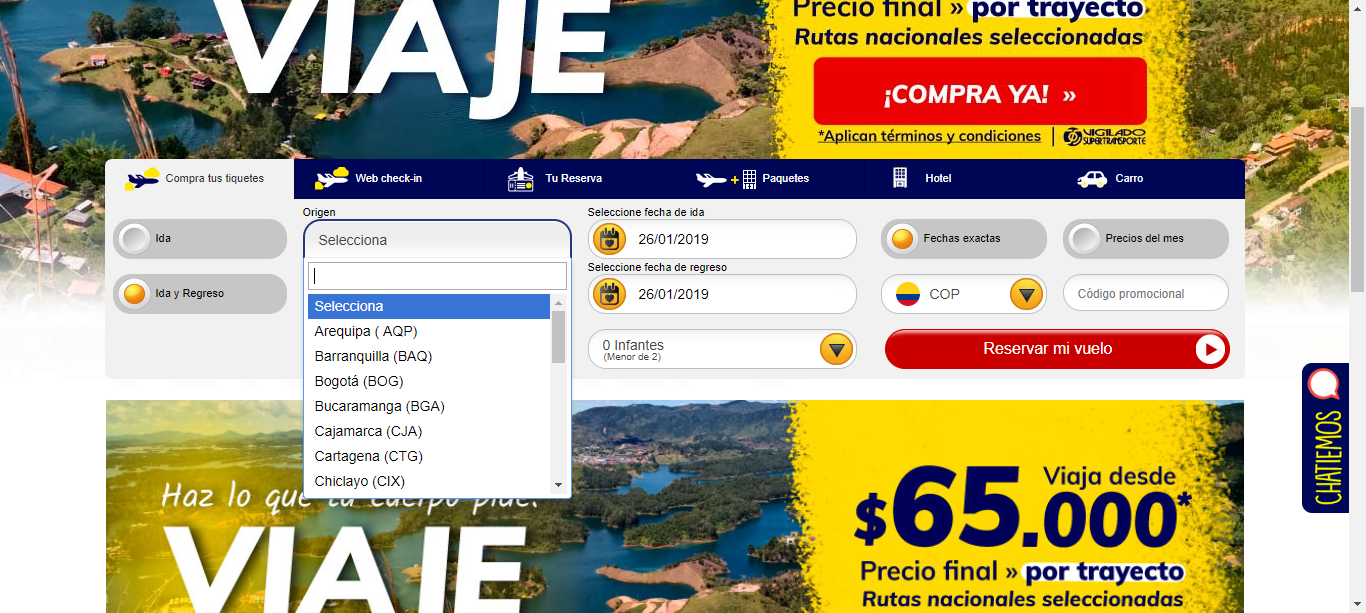 VIAJE
Precio final » por trayecto
Rutas nacionales seleccionadas
¡COMPRA YA! »
*Aplican términos y condiciones | VIGILADO
SUPERTRANSPORTE
Compra tus tiquetes
Web check-in
Tu Reserva
Paquetes
Hotel
Carro
Ida
Ida y Regreso
Origen
Selecciona
Selecciona
Arequipa ( AQP)
Barranquilla (BAQ)
Bogotá (BOG)
Bucaramanga (BGA)
Cajamarca (CJA)
Cartagena (CTG)
Chiclayo (CIX)
Seleccione fecha de ida
26/01/2019
Seleccione fecha de regreso
26/01/2019
0 Infantes
(Menor de 2)
Fechas exactas
Precios del mes
COP
Código promocional
Reservar mi vuelo
CHATIEMOS
Haz lo que tu cuerpo pide.
VIAJE
Viaja desde
$65.000*
Precio final » por trayecto
Rutas nacionales seleccionadas